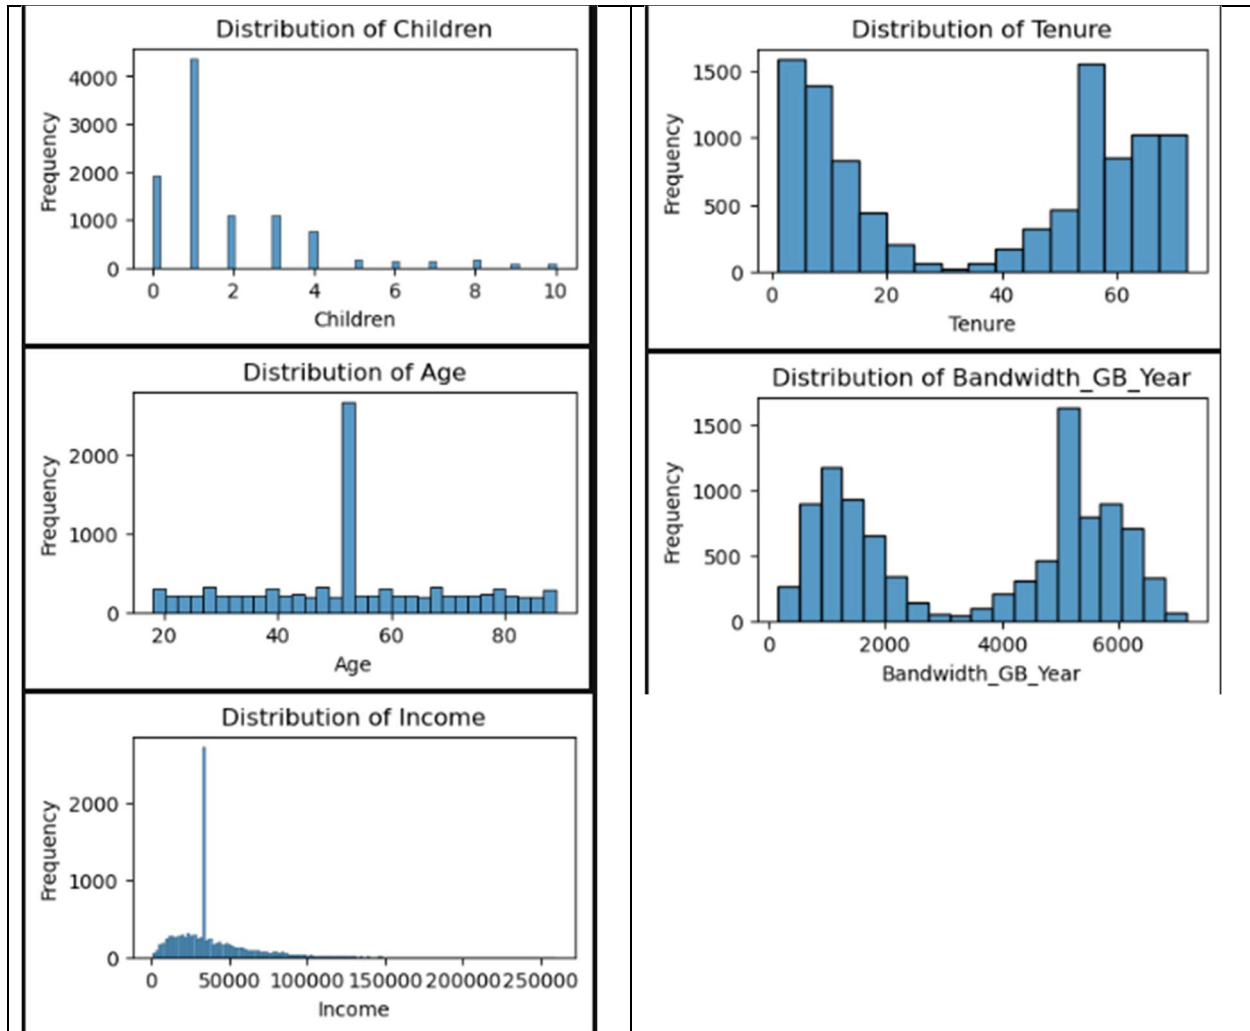 Distribution of Children
4000
3000
2000
1000
0
Frequency
0 2 4 6 8 10
Children
Distribution of Age
2000
1000
0
Frequency
20 40 60 80
Age
Distribution of Income
2000
1000
0
Frequency
0 50000 100000 150000 200000 250000
Income
Distribution of Tenure
1500
1000
500
0
Frequency
0 20 40 60
Tenure
Distribution of Bandwidth_GB_Year
1500
1000
500
0
Frequency
0 2000 4000 6000
Bandwidth_GB_Year